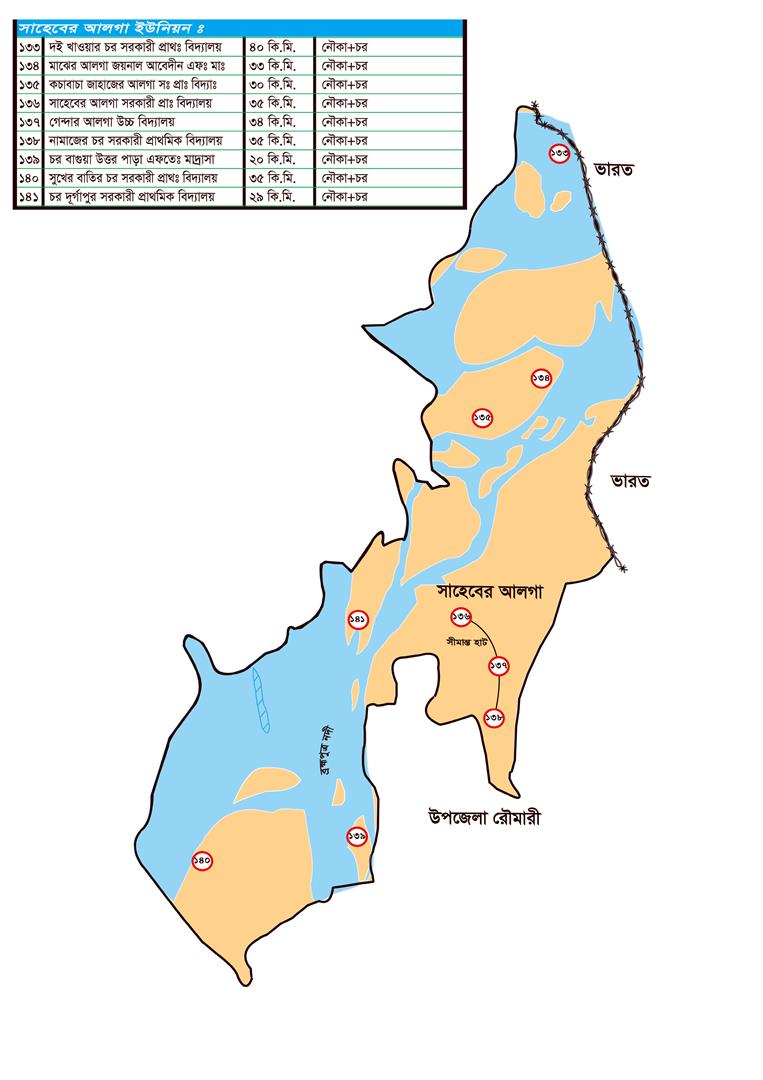 সাহেবের আলগা ইউনিয়ন ঃ
১৩৩ দই খাওয়ার চর সরকারী প্রাথঃ বিদ্যালয় ৪০ কি.মি. নৌকা+চর
১৩৪ মাঝের আলগা জয়নাল আবেদীন এফঃ মাঃ ৩৩ কি.মি. নৌকা+চর
১৩৫ কচাবাচা জাহাজের আলগা সঃ প্রাঃ বিদ্যাঃ ৩০ কি.মি. নৌকা+চর
১৩৬ সাহেবের আলগা সরকারী প্রাঃ বিদ্যালয় ৩৫ কি.মি. নৌকা+চর
১৩৭ গেন্দার আলগা উচ্চ বিদ্যালয় ৩৪ কি.মি. নৌকা+চর
১৩৮ নামাজের চর সরকারী প্রাথমিক বিদ্যালয় ৩৫ কি.মি. নৌকা+চর
১৩৯ চর বাগুয়া উত্তর পাড়া এফতেঃ মাদ্রাসা ২০ কি.মি. নৌকা+চর
১৪০ সুখের বাতির চর সরকারী প্রাথঃ বিদ্যালয় ৩৫ কি.মি. নৌকা+চর
১৪১ চর দূর্গাপুর সরকারী প্রাথমিক বিদ্যালয় ২৯ কি.মি. নৌকা+চর
১৩৩
ভারত
১৩৪
১৩৫
ভারত
সাহেবের আলগা
১৩৬
১৪১
সীমান্ত হাট
১৩৭
১৩৮
ব্রহ্মপুত্র নদী
উপজেলা রৌমারী
১৩৯
১৪০